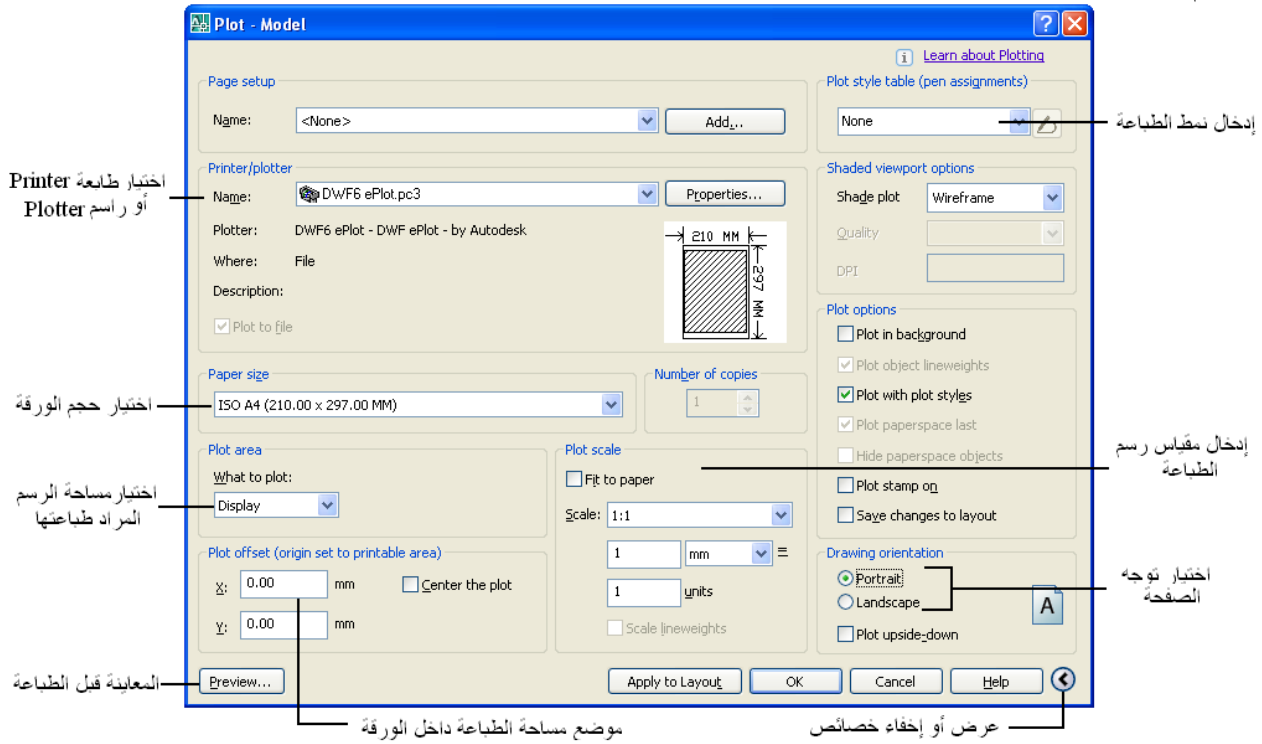 Plot - Model
Learn about Plotting
Page setup
Name: <None> Add...
Plot style table (pen assignments)
None
إدخال نمط الطباعة
Printer/plotter
Name: DWF6 ePlot.pc3 Properties...
Plotter: DWF6 ePlot - DWF ePlot - by Autodesk
Where: File
Description:
Plot to file
210 MM
297 MM
اختيار طابعة Printer
أو راسم Plotter
Shaded viewport options
Shade plot Wireframe
Quality
DPI
Paper size
ISO A4 (210.00 x 297.00 MM)
اختيار حجم الورقة
Number of copies
1
Plot options
Plot in background
Plot object lineweights
Plot with plot styles
Plot paperspace last
Hide paperspace objects
Plot stamp on
Save changes to layout
Plot area
What to plot:
Display
اختيار مساحة الرسم
المراد طباعتها
Plot scale
Fit to paper
Scale: 1:1
1 mm =
1 units
Scale lineweights
إدخال مقياس رسم
الطباعة
Plot offset (origin set to printable area)
X: 0.00 mm Center the plot
Y: 0.00 mm
Drawing orientation
Portrait
Landscape
A
Plot upside-down
اختيار توجه
الصفحة
Preview... Apply to Layout OK Cancel Help
المعاينة قبل الطباعة
موضع مساحة الطباعة داخل الورقة
عرض أو إخفاء خصائص